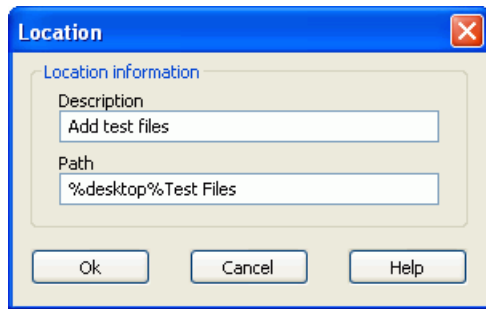 Location
Location information
Description
Add test files
Path
%desktop%Test Files
Ok Cancel Help